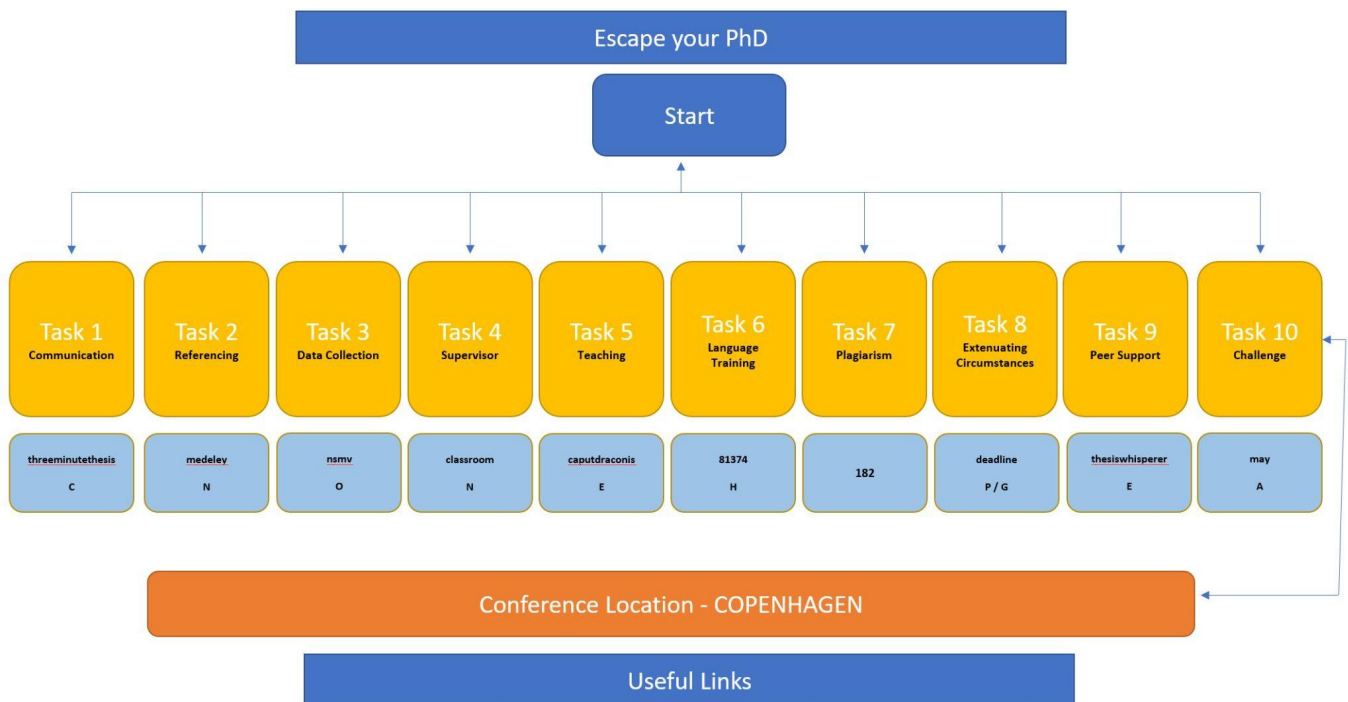 Escape your PhD
Start
Task 1
Communication
Task 2
Referencing
Task 3
Data Collection
Task 4
Supervisor
Task 5
Teaching
Task 6
Language
Training
Task 7
Plagiarism
Task 8
Extenuating
Circumstances
Task 9
Peer Support
Task 10
Challenge
threeminutethesis
C
medeley
N
nsmv
O
classroom
N
caputdraconis
E
81374
H
182
deadline
P / G
thesiswhisperer
E
may
A
Conference Location - COPENHAGEN
Useful Links